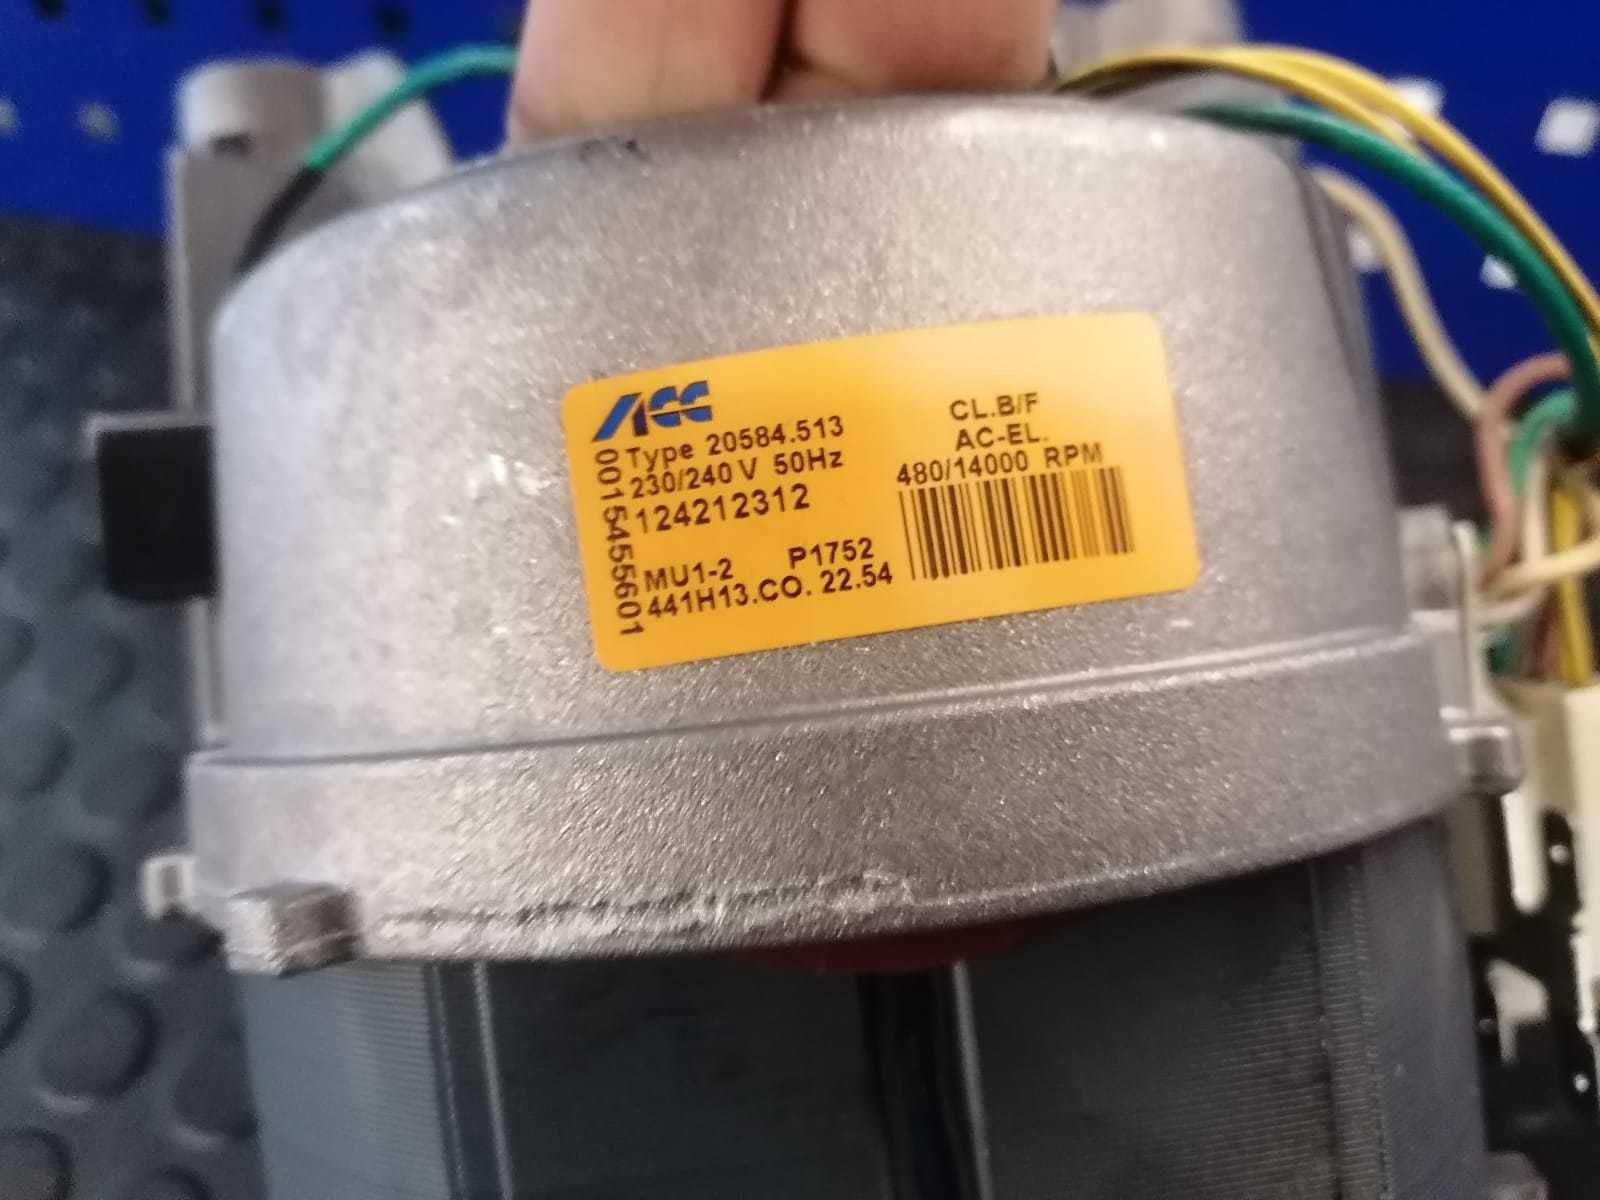 ACC
Type 20584.513
230/240 V 50Hz
124212312
MU1-2 P1752
441H13.CO. 22.54
00154455601
CL.B/F
AC-EL.
480/14000 RPM